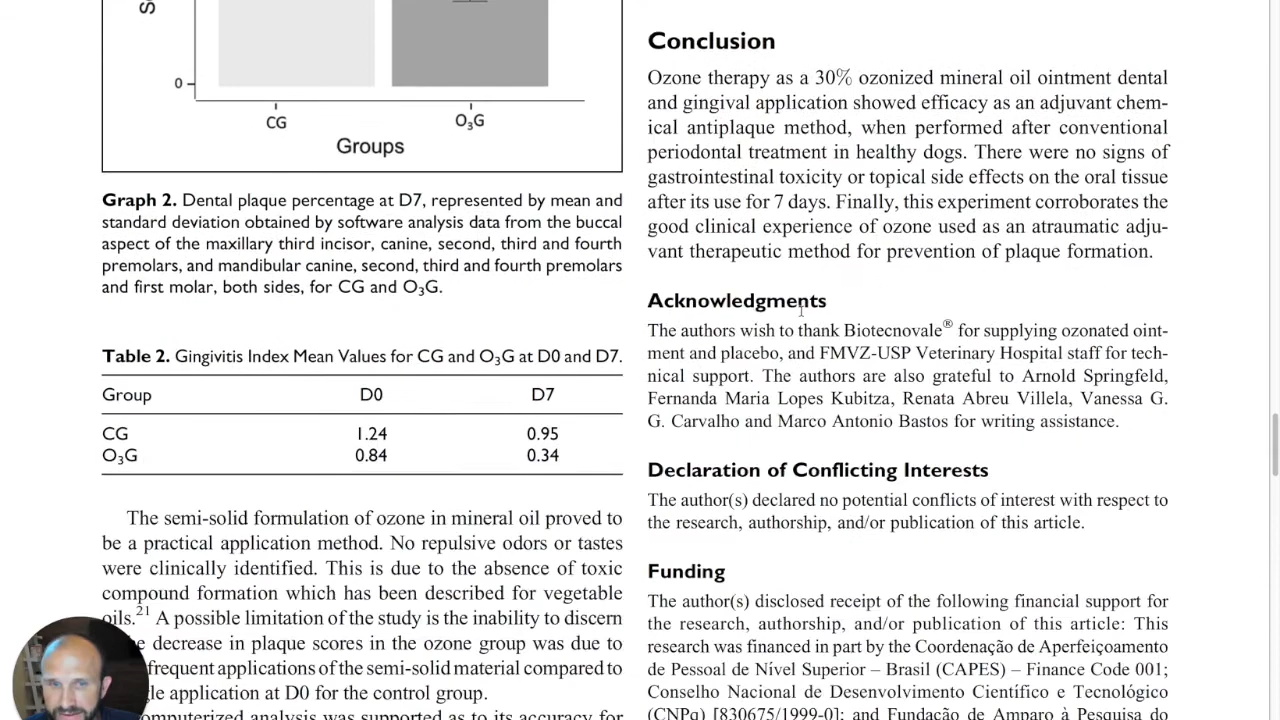 0
CG
O3G
Groups
Graph 2. Dental plaque percentage at D7, represented by mean and
standard deviation obtained by software analysis data from the buccal
aspect of the maxillary third incisor, canine, second, third and fourth
premolars, and mandibular canine, second, third and fourth premolars
and first molar, both sides, for CG and O3G.
Table 2. Gingivitis Index Mean Values for CG and O3G at D0 and D7.
Group D0 D7
CG 1.24 0.95
O3G 0.84 0.34
The semi-solid formulation of ozone in mineral oil proved to
be a practical application method. No repulsive odors or tastes
were clinically identified. This is due to the absence of toxic
compound formation which has been described for vegetable
oils.21 A possible limitation of the study is the inability to discern
decrease in plaque scores in the ozone group was due to
frequent applications of the semi-solid material compared to
application at D0 for the control group.
analysis was supported as to its accuracy for
Conclusion
Ozone therapy as a 30% ozonized mineral oil ointment dental
and gingival application showed efficacy as an adjuvant chem-
ical antiplaque method, when performed after conventional
periodontal treatment in healthy dogs. There were no signs of
gastrointestinal toxicity or topical side effects on the oral tissue
after its use for 7 days. Finally, this experiment corroborates the
good clinical experience of ozone used as an atraumatic adju-
vant therapeutic method for prevention of plaque formation.
Acknowledgments
The authors wish to thank Biotecnovale® for supplying ozonated oint-
ment and placebo, and FMVZ-USP Veterinary Hospital staff for tech-
nical support. The authors are also grateful to Arnold Springfeld,
Fernanda Maria Lopes Kubitza, Renata Abreu Villela, Vanessa G.
G. Carvalho and Marco Antonio Bastos for writing assistance.
Declaration of Conflicting Interests
The author(s) declared no potential conflicts of interest with respect to
the research, authorship, and/or publication of this article.
Funding
The author(s) disclosed receipt of the following financial support for
the research, authorship, and/or publication of this article: This
research was financed in part by the Coordenação de Aperfeiçoamento
de Pessoal de Nível Superior – Brasil (CAPES) – Finance Code 001;
Conselho Nacional de Desenvolvimento Científico e Tecnológico
(CNPq) [830675/1999-0]; and Fundação de Amparo à Pesquisa do